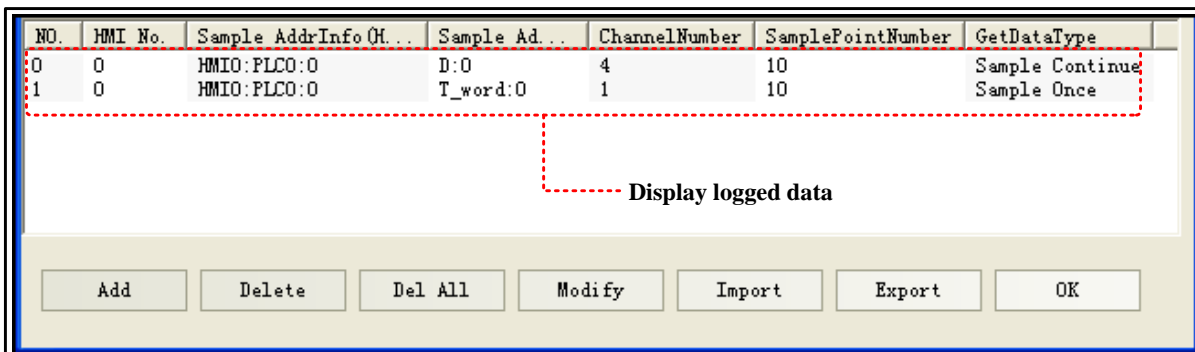 NO. HMI No. Sample AddrInfo(H... Sample Ad... ChannelNumber SamplePointNumber GetDataType
0 0 HMI0:PLC0:0 D:0 4 10 Sample Continue
1 0 HMI0:PLC0:0 T_word:0 1 10 Sample Once
Display logged data
Add Delete Del All Modify Import Export OK